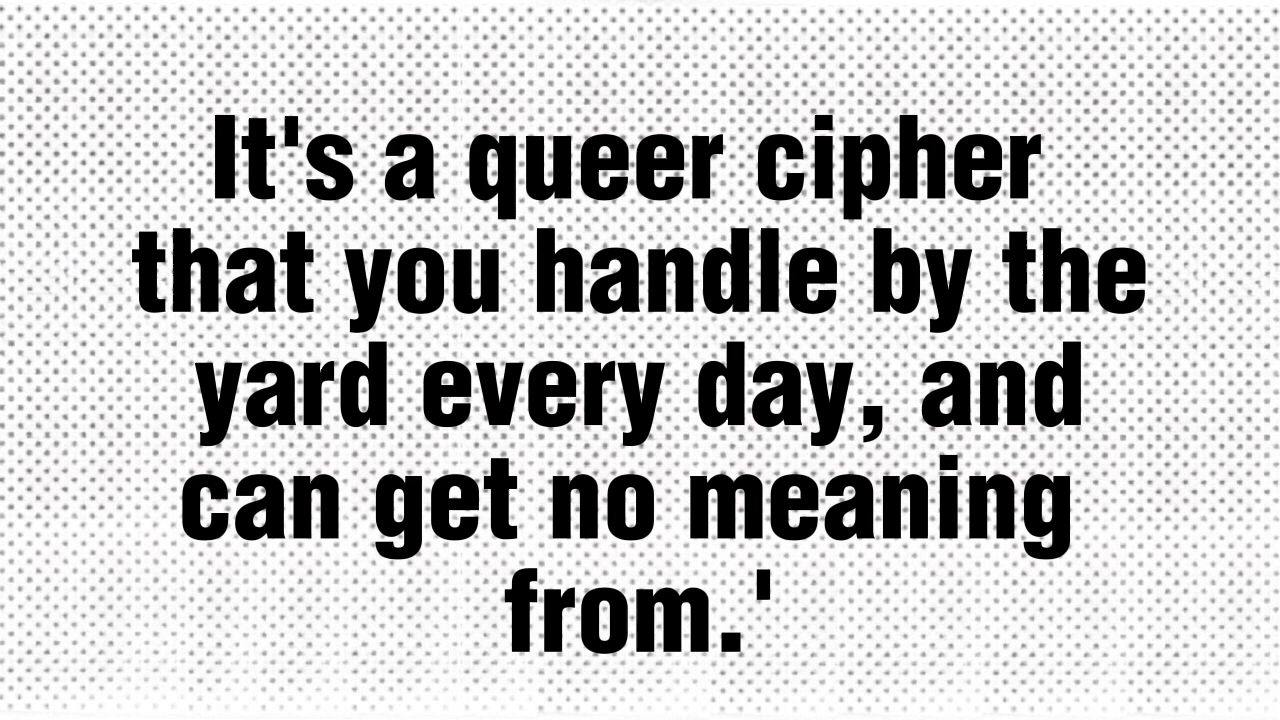 It's a queer cipher
that you handle by the
yard every day, and
can get no meaning
from.'